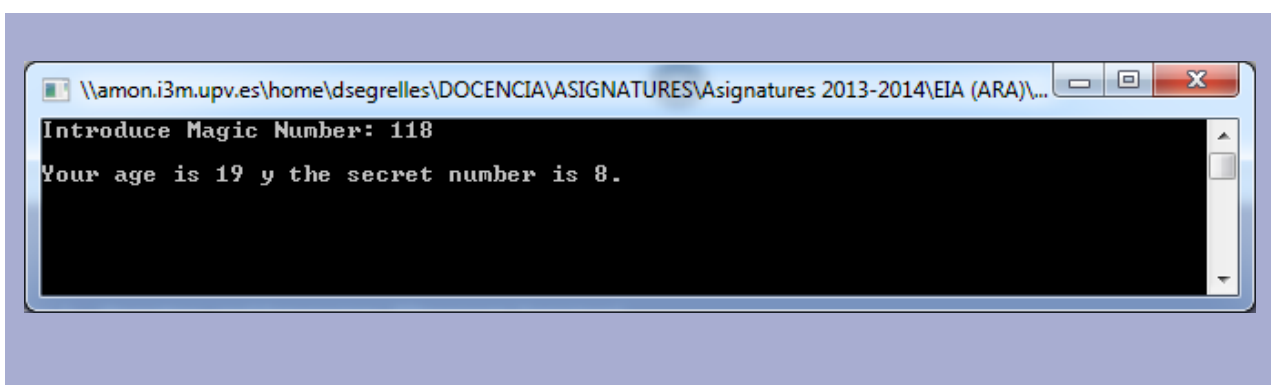 \\amon.i3m.upv.es\home\dsegrelles\DOCENCIA\ASIGNATURES\Asignatures 2013-2014\EIA (ARA)\...
Introduce Magic Number: 118
Your age is 19 y the secret number is 8.